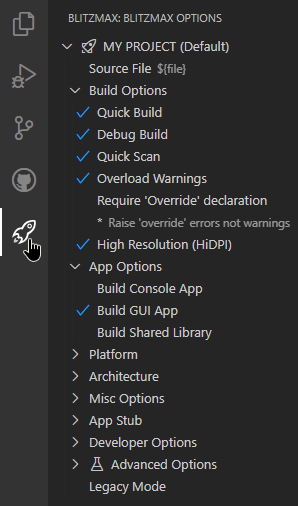 BLITZMAX: BLITZMAX OPTIONS
MY PROJECT (Default)
Source File ${file}
Build Options
Quick Build
Debug Build
Quick Scan
Overload Warnings
Require 'Override' declaration
* Raise 'override' errors not warnings
High Resolution (HiDPI)
App Options
Build Console App
Build GUI App
Build Shared Library
Platform
Architecture
Misc Options
App Stub
Developer Options
Advanced Options
Legacy Mode